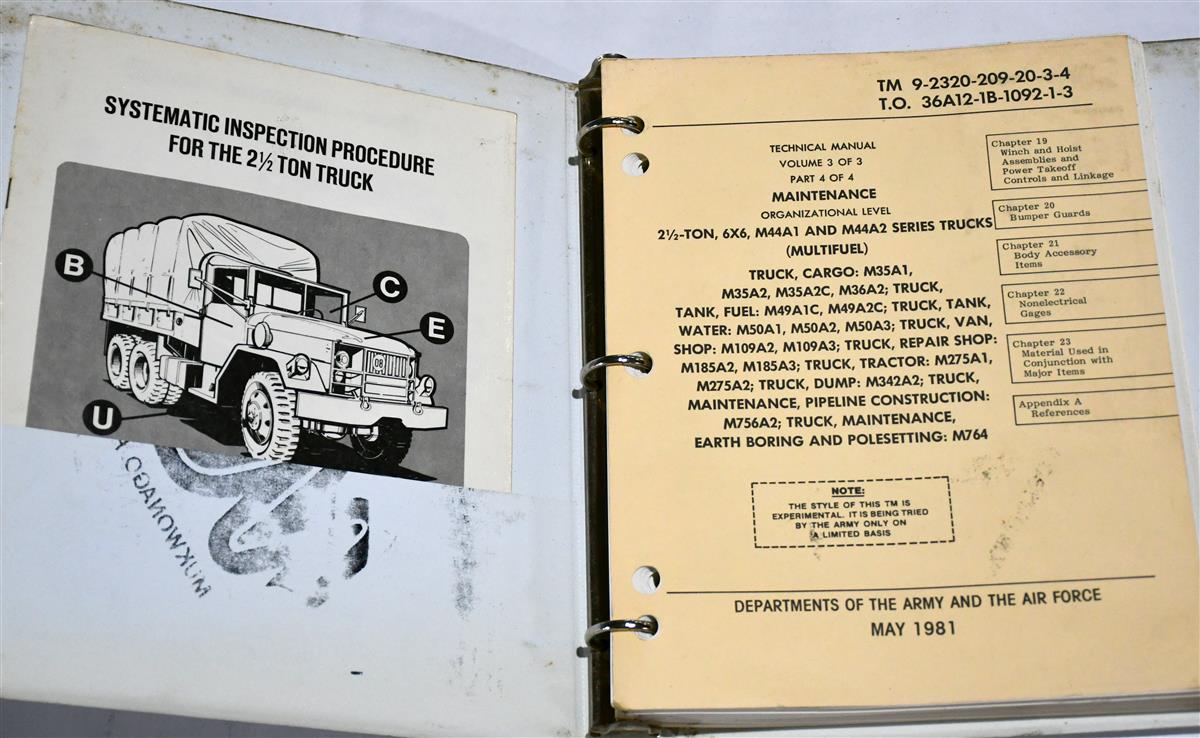 SYSTEMATIC INSPECTION PROCEDURE
FOR THE 2½ TON TRUCK
B
C
E
U
MUKWONAGO
TM 9-2320-209-20-3-4
T.O. 36A12-1B-1092-1-3
TECHNICAL MANUAL
VOLUME 3 OF 3
PART 4 OF 4
MAINTENANCE
ORGANIZATIONAL LEVEL
2½-TON, 6X6, M44A1 AND M44A2 SERIES TRUCKS
(MULTIFUEL)
TRUCK, CARGO: M35A1,
M35A2, M35A2C, M36A2; TRUCK,
TANK, FUEL: M49A1C, M49A2C; TRUCK, TANK,
WATER: M50A1, M50A2, M50A3; TRUCK, VAN,
SHOP: M109A2, M109A3; TRUCK, REPAIR SHOP:
M185A2, M185A3; TRUCK, TRACTOR: M275A1,
M275A2; TRUCK, DUMP: M342A2; TRUCK,
MAINTENANCE, PIPELINE CONSTRUCTION:
M756A2; TRUCK, MAINTENANCE,
EARTH BORING AND POLESETTING: M764
Chapter 19
Winch and Hoist
Assemblies and
Power Takeoff
Controls and Linkage
Chapter 20
Bumper Guards
Chapter 21
Body Accessory
Items
Chapter 22
Nonelectrical
Gages
Chapter 23
Material Used in
Conjunction with
Major Items
Appendix A
References
NOTE:
THE STYLE OF THIS TM IS
EXPERIMENTAL. IT IS BEING TRIED
BY THE ARMY ONLY ON
A LIMITED BASIS
DEPARTMENTS OF THE ARMY AND THE AIR FORCE
MAY 1981